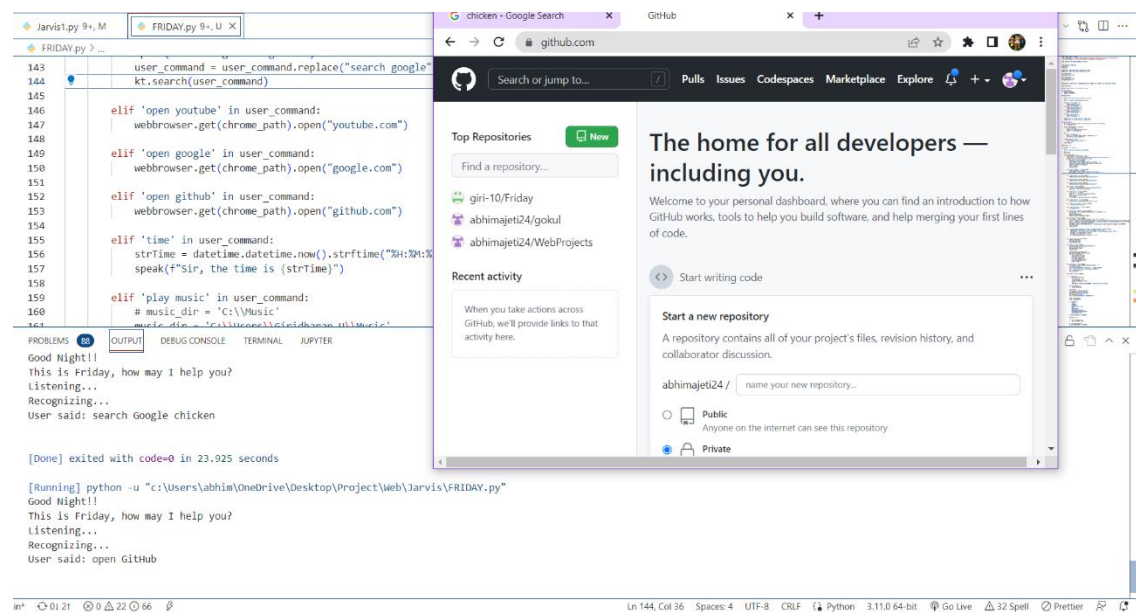 Jarvis1.py 9+, M
FRIDAY.py 9+, U
FRIDAY.py > ...
143 user_command = user_command.replace("search google"
144 kt.search(user_command)
145
146 elif 'open youtube' in user_command:
147 webbrowser.get(chrome_path).open("youtube.com")
148
149 elif 'open google' in user_command:
150 webbrowser.get(chrome_path).open("google.com")
151
152 elif 'open github' in user_command:
153 webbrowser.get(chrome_path).open("github.com")
154
155 elif 'time' in user_command:
156 strTime = datetime.datetime.now().strftime("%H:%M:%
157 speak(f"Sir, the time is {strTime}")
158
159 elif 'play music' in user_command:
160 # music_dir = 'C:\\Music'
161 music_dir = 'C:\\Users\\Giridharan U\\Music'
PROBLEMS 88 OUTPUT DEBUG CONSOLE TERMINAL JUPYTER
Good Night!!
This is Friday, how may I help you?
Listening...
Recognizing...
User said: search Google chicken
[Done] exited with code=0 in 23.925 seconds
[Running] python -u "c:\Users\abhim\OneDrive\Desktop\Project\Web\Jarvis\FRIDAY.py"
Good Night!!
This is Friday, how may I help you?
Listening...
Recognizing...
User said: open GitHub
chicken - Google Search
GitHub
github.com
Search or jump to...
Pulls Issues Codespaces Marketplace Explore
Top Repositories
New
Find a repository...
giri-10/Friday
abhimajeti24/gokul
abhimajeti24/WebProjects
Recent activity
When you take actions across
GitHub, we'll provide links to that
activity here.
The home for all developers —
including you.
Welcome to your personal dashboard, where you can find an introduction to how
GitHub works, tools to help you build software, and help merging your first lines
of code.
Start writing code
Start a new repository
A repository contains all of your project's files, revision history, and
collaborator discussion.
abhimajeti24 / name your new repository...
Public
Anyone on the internet can see this repository
Private
0 22 66
Ln 144, Col 36 Spaces: 4 UTF-8 CRLF Python 3.11.0 64-bit Go Live 32 Spell Prettier